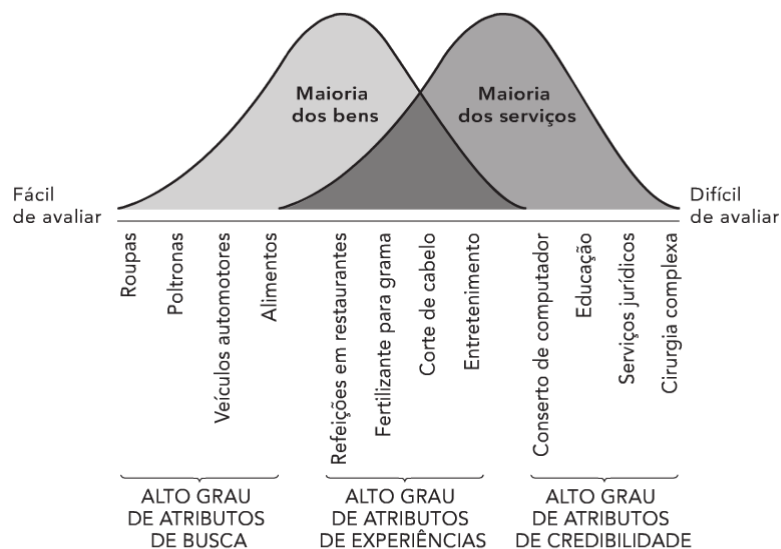 Maioria
dos bens
Maioria
dos serviços
Fácil
de avaliar
Difícil
de avaliar
Roupas
Poltronas
Veículos automotores
Alimentos
Refeições em restaurantes
Fertilizante para grama
Corte de cabelo
Entretenimento
Conserto de computador
Educação
Serviços jurídicos
Cirurgia complexa
ALTO GRAU
DE ATRIBUTOS
DE BUSCA
ALTO GRAU
DE ATRIBUTOS
DE EXPERIÊNCIAS
ALTO GRAU
DE ATRIBUTOS
DE CREDIBILIDADE